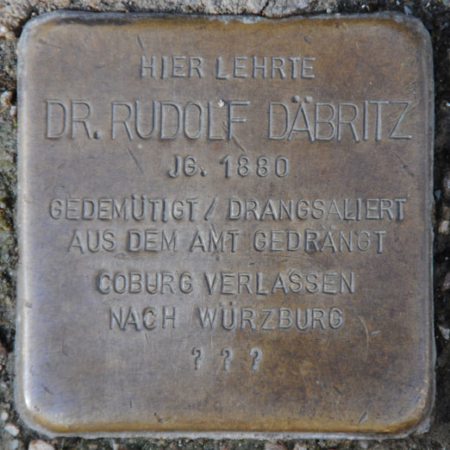 HIER LEHRTE
DR. RUDOLF DÄBRITZ
JG. 1880
GEDEMÜTIGT / DRANGSALIERT
AUS DEM AMT GEDRÄNGT
COBURG VERLASSEN
NACH WÜRZBURG
? ? ?